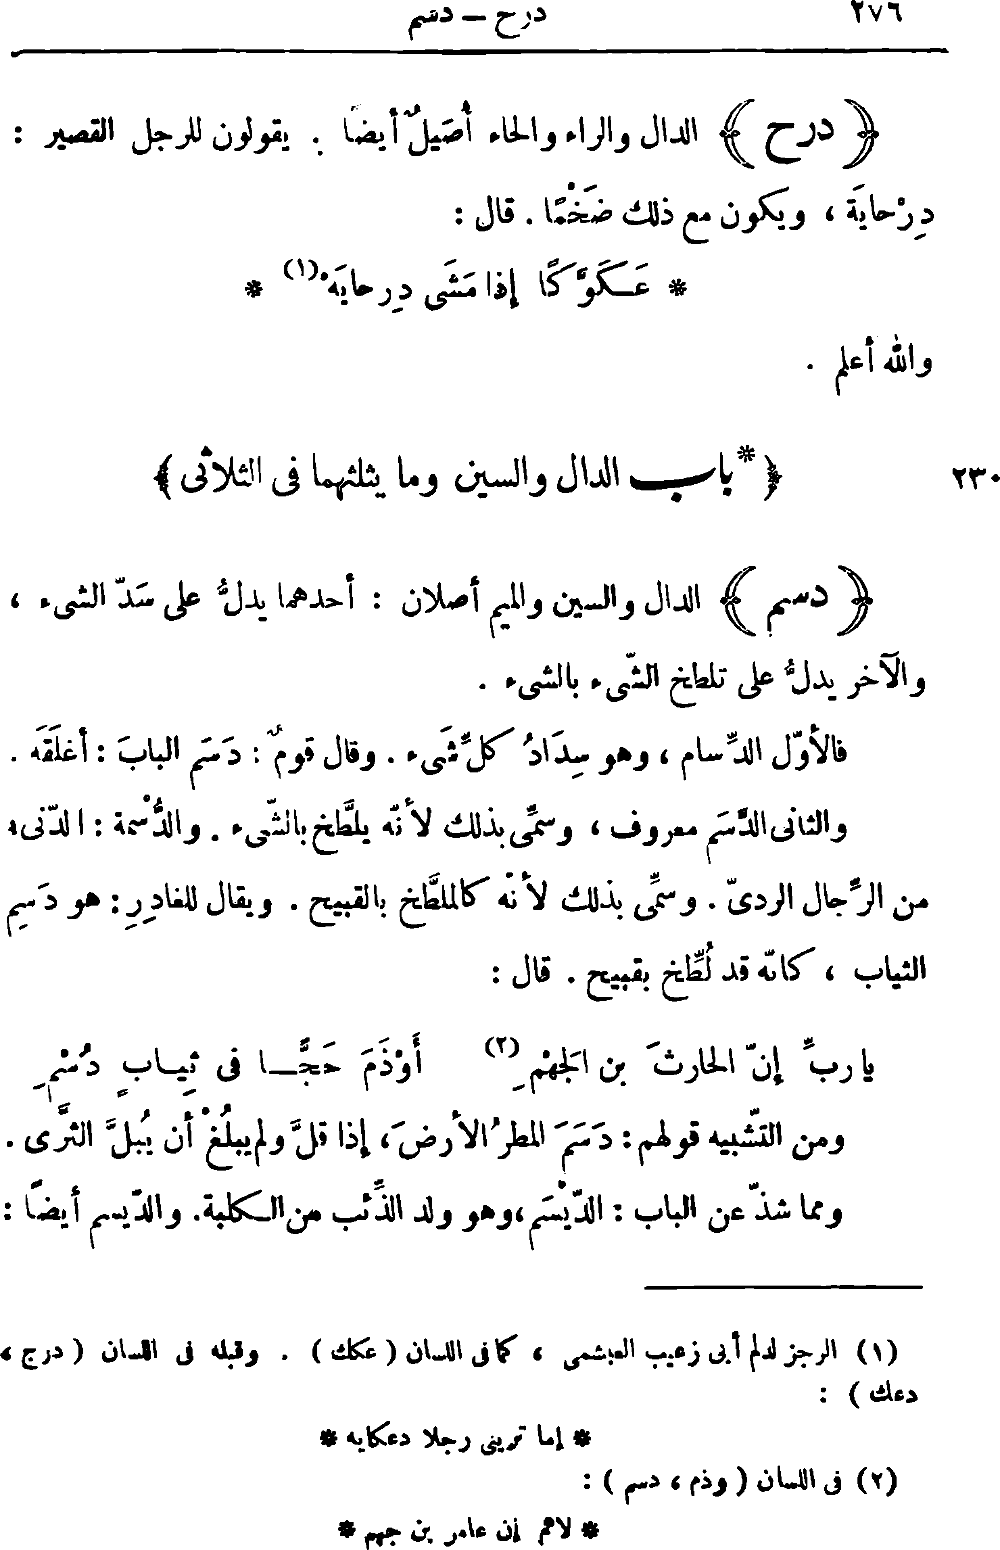 ٢٧٦ درح — دسم
﴿ درح ﴾ الدال والراء والحاء أُصَيلٌ أيضاً . يقولون للرجل القصير :
دِرْحايَة ، ويكون مع ذلك ضَخْمًا . قال :
* عَكَوَّكًا إذا مَشَى دِرحايَهْ (١) *
والله أعلم .
٢٣٠ ﴿ * باب الدال والسين وما يثلثهما فى الثلاثى ﴾
﴿ دسم ﴾ الدال والسين والميم أصلان : أحدهما يدلُّ على سَدّ الشىء ،
والآخر يدلُّ على تلطخ الشّىء بالشىء .
فالأوّل الدِّسام ، وهو سِدَادُ كلِّ شَىء . وقال قومٌ : دَسَم البابَ : أغلَقَه .
والثانى الدَّسَم معروف ، وسمِّى بذلك لأنّه يلطَّخ بالشّىء . والدُّسْمة : الدّنىء
من الرِّجال الردىّ . وسمِّى بذلك لأنّه كالملطَّخ بالقبيح . ويقال للغادِرِ : هو دَسِم
الثياب ، كانّه قد لُطِّخ بقبيح . قال :
يا ربِّ إنّ الحارثَ بن الجَهْمِ (٢) أَوْذَمَ حَجًّا فى ثِيابٍ دُسْمِ
ومن التّشبيه قولهم : دَسَمَ المطرُ الأرضَ ، إذا قلَّ ولم يبلُغْ أن يُبلَّ الثَّرى .
ومما شذّ عن الباب : الدّيْسَم ، وهو ولد الذِّئب من الكلبة. والدّيسم أيضًا :
(١) الرجز لدلم أبى زعيب العبشمى ، كما فى اللسان ( عكك ) . وقبله فى اللسان ( درج ،
دعك ) :
* إما ترينى رجلا دعكايه *
(٢) فى اللسان ( وذم ، دسم ) :
* لاهم إن عامر بن جهم *